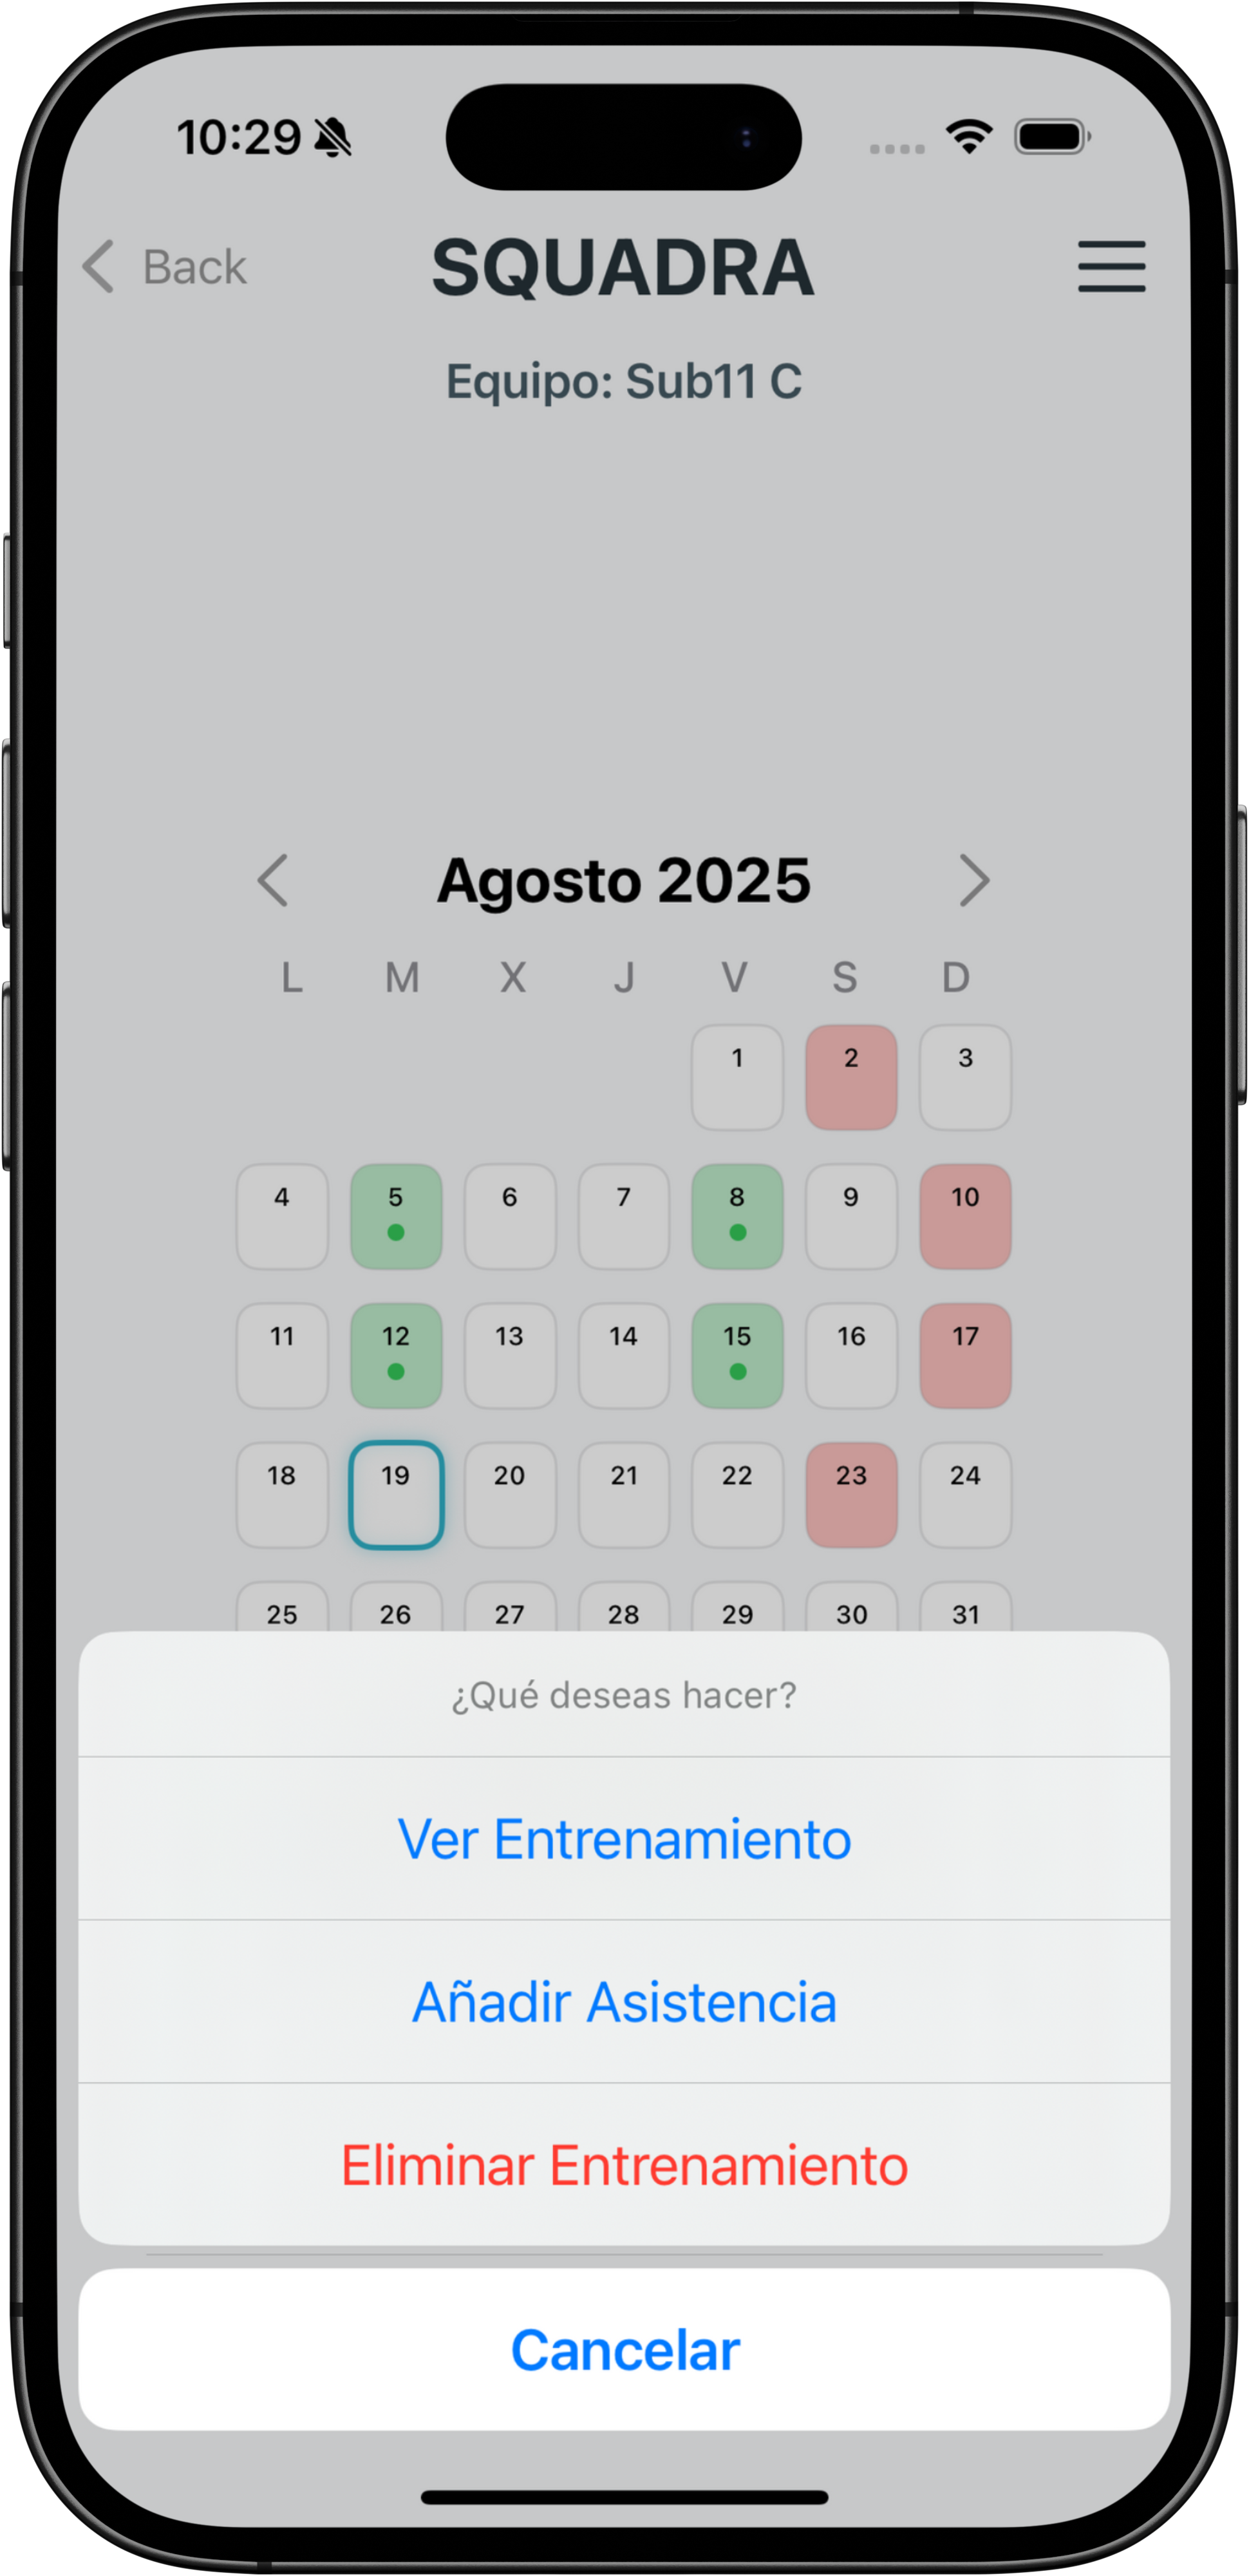 10:29
Back
SQUADRA
Equipo: Sub11 C
Agosto 2025
L M X J V S D
1 2 3
4 5 6 7 8 9 10
11 12 13 14 15 16 17
18 19 20 21 22 23 24
25 26 27 28 29 30 31
¿Qué deseas hacer?
Ver Entrenamiento
Añadir Asistencia
Eliminar Entrenamiento
Cancelar